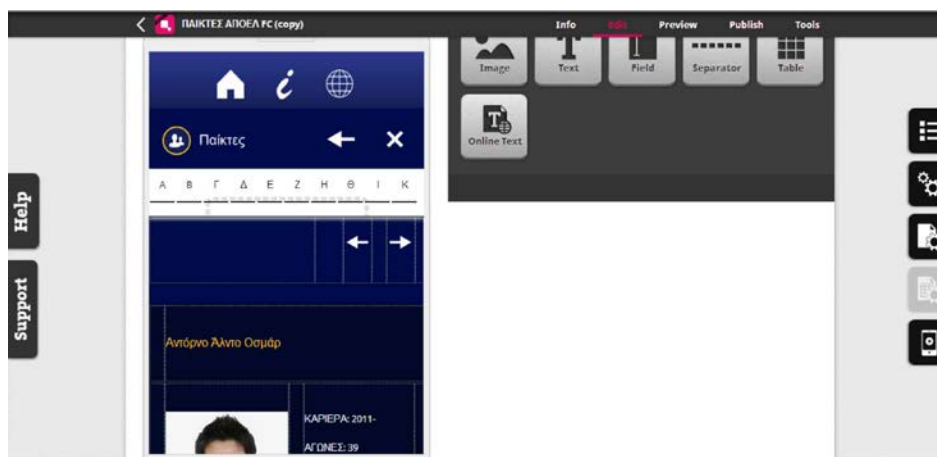 ΠΑΙΚΤΕΣ ΑΠΟΕΛ FC (copy)
Info Edit Preview Publish Tools
Image Text Field Separator Table
Online Text
Παίκτες
Α Β Γ Δ Ε Ζ Η Θ Ι Κ
Αντόρνο Άλντο Οσμάρ
ΚΑΡΙΕΡΑ: 2011-
ΑΓΩΝΕΣ: 39
Help
Support